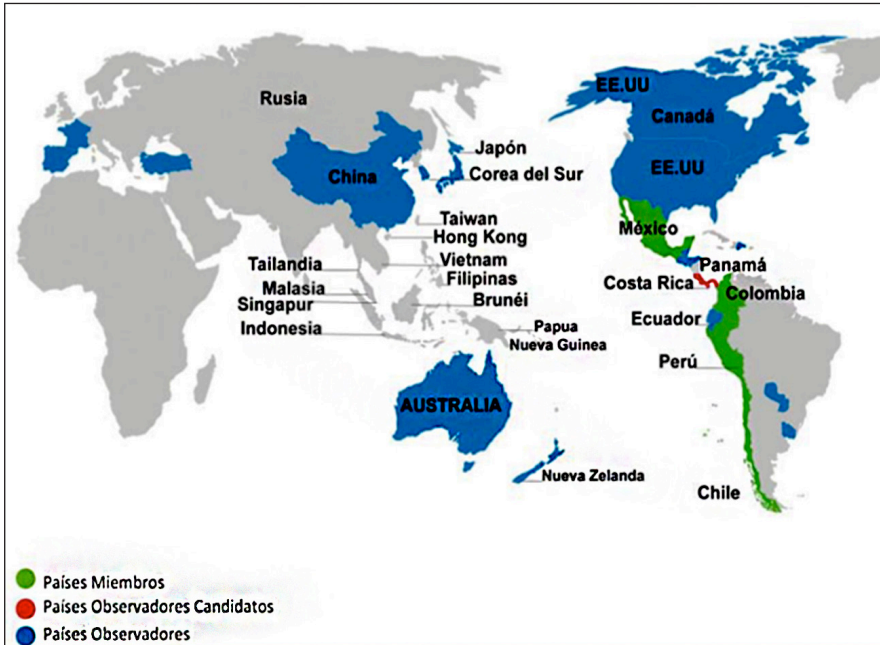 EE.UU
Rusia
Canadá
Japón
China
Corea del Sur
EE.UU
Taiwan
México
Hong Kong
Tailandia
Vietnam
Panamá
Malasia
Filipinas
Costa Rica
Singapur
Brunéi
Colombia
Indonesia
Papua
Nueva Guinea
Ecuador
Perú
AUSTRALIA
Nueva Zelanda
Chile
Países Miembros
Países Observadores Candidatos
Países Observadores